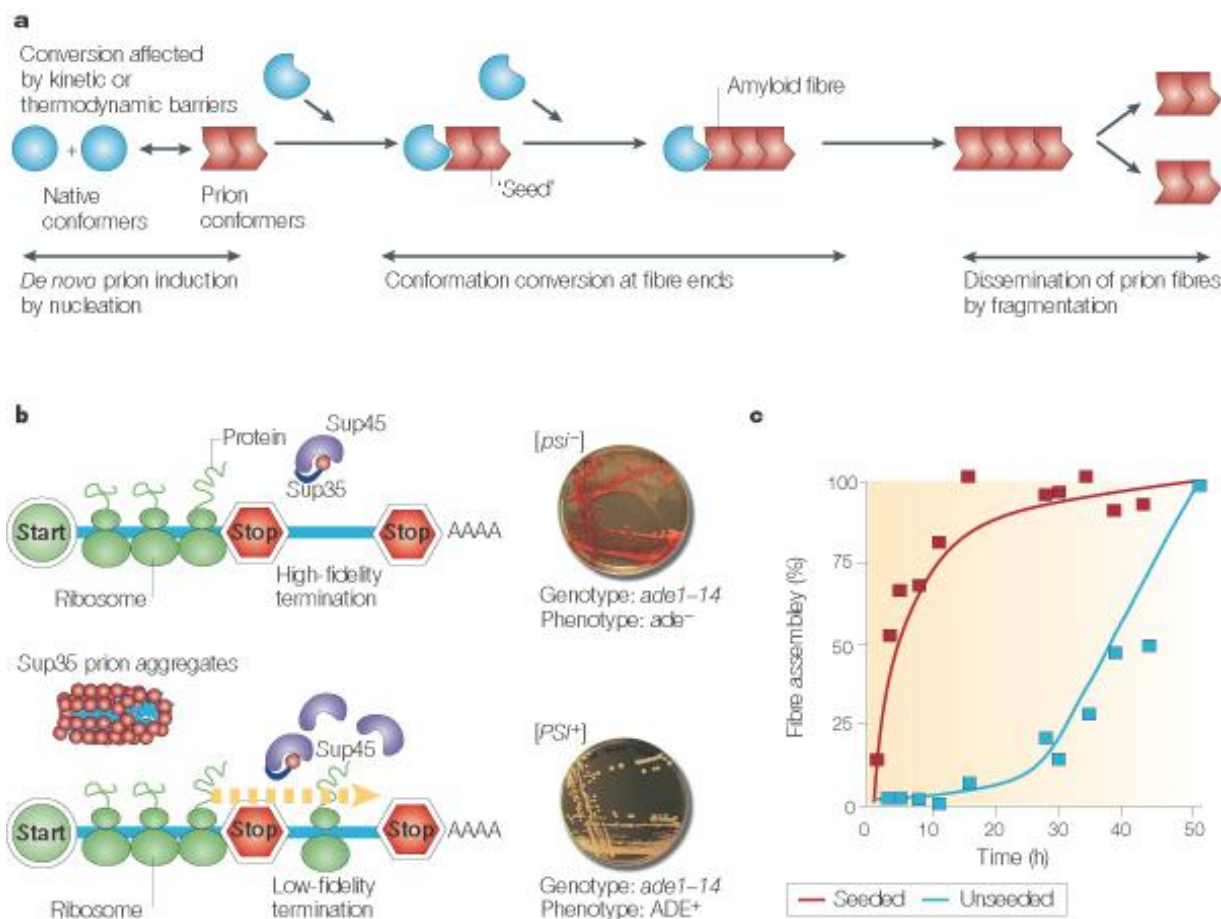 a
Conversion affected
by kinetic or
thermodynamic barriers
+
Native
conformers
Prion
conformers
'Seed'
Amyloid fibre
De novo prion induction
by nucleation
Conformation conversion at fibre ends
Dissemination of prion fibres
by fragmentation
b
Protein
Sup45
Sup35
Start
Stop
Stop
AAAA
Ribosome
High-fidelity
termination
[psi−]
Genotype: ade1–14
Phenotype: ade−
Sup35 prion aggregates
Sup45
Start
Stop
Stop
AAAA
Ribosome
Low-fidelity
termination
[PSI+]
Genotype: ade1–14
Phenotype: ADE+
c
Fibre assembley (%)
100
75
50
25
0
0
10
20
30
40
50
Time (h)
Seeded
Unseeded